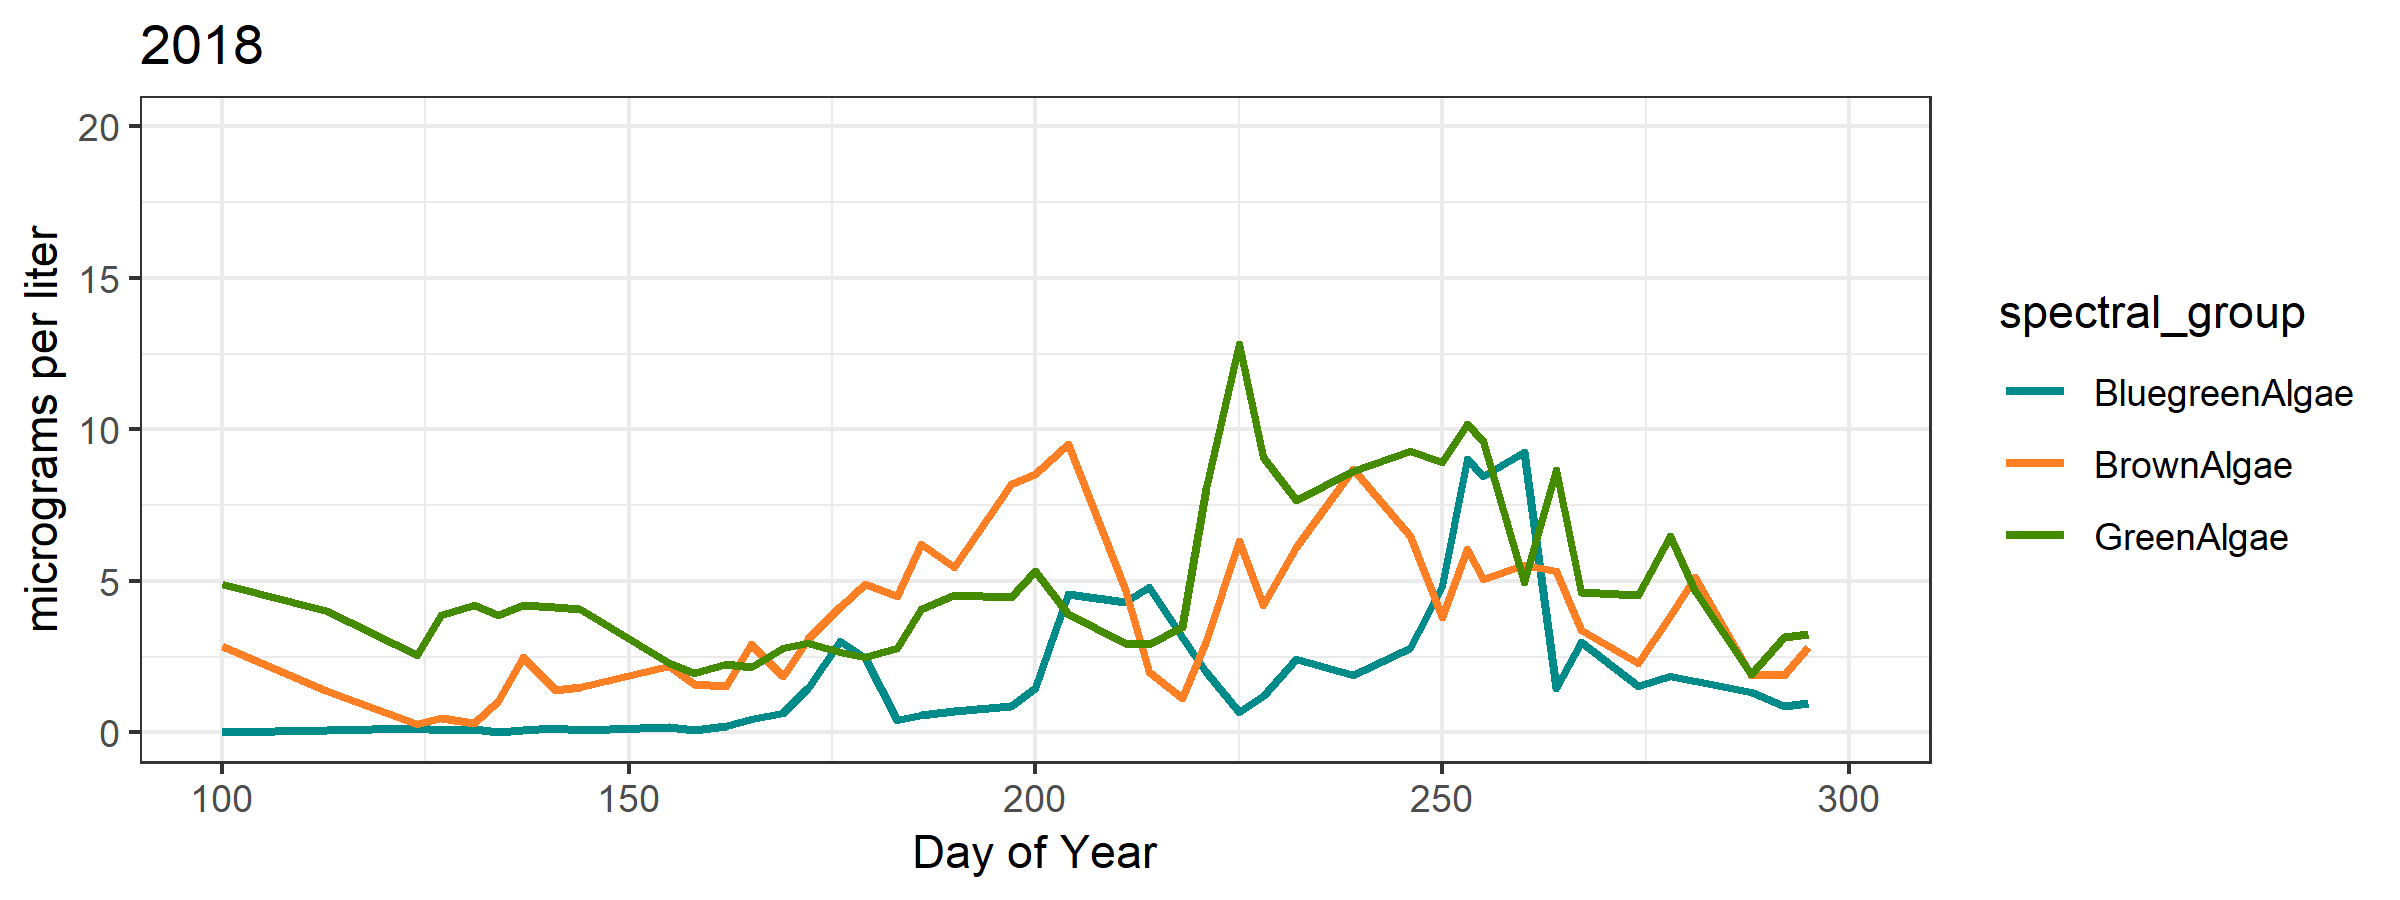 2018
micrograms per liter
20
15
10
5
0
100 150 200 250 300
Day of Year
spectral_group
BluegreenAlgae
BrownAlgae
GreenAlgae